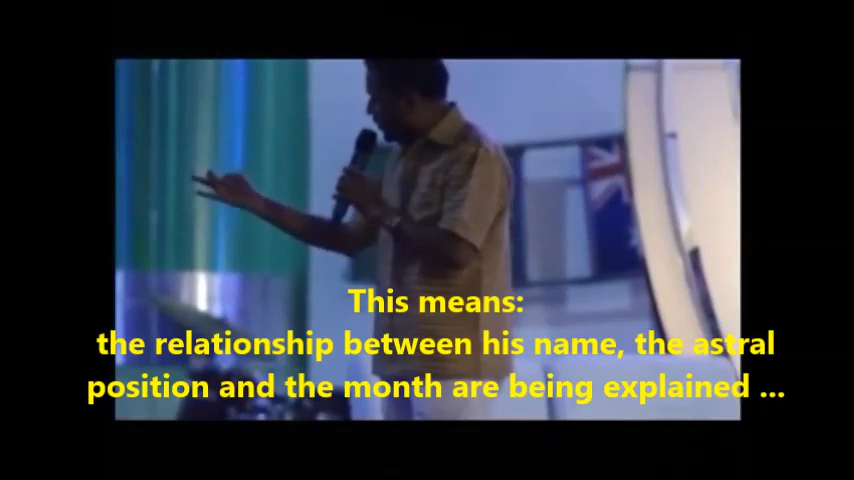 This means:
the relationship between his name, the astral
position and the month are being explained ...